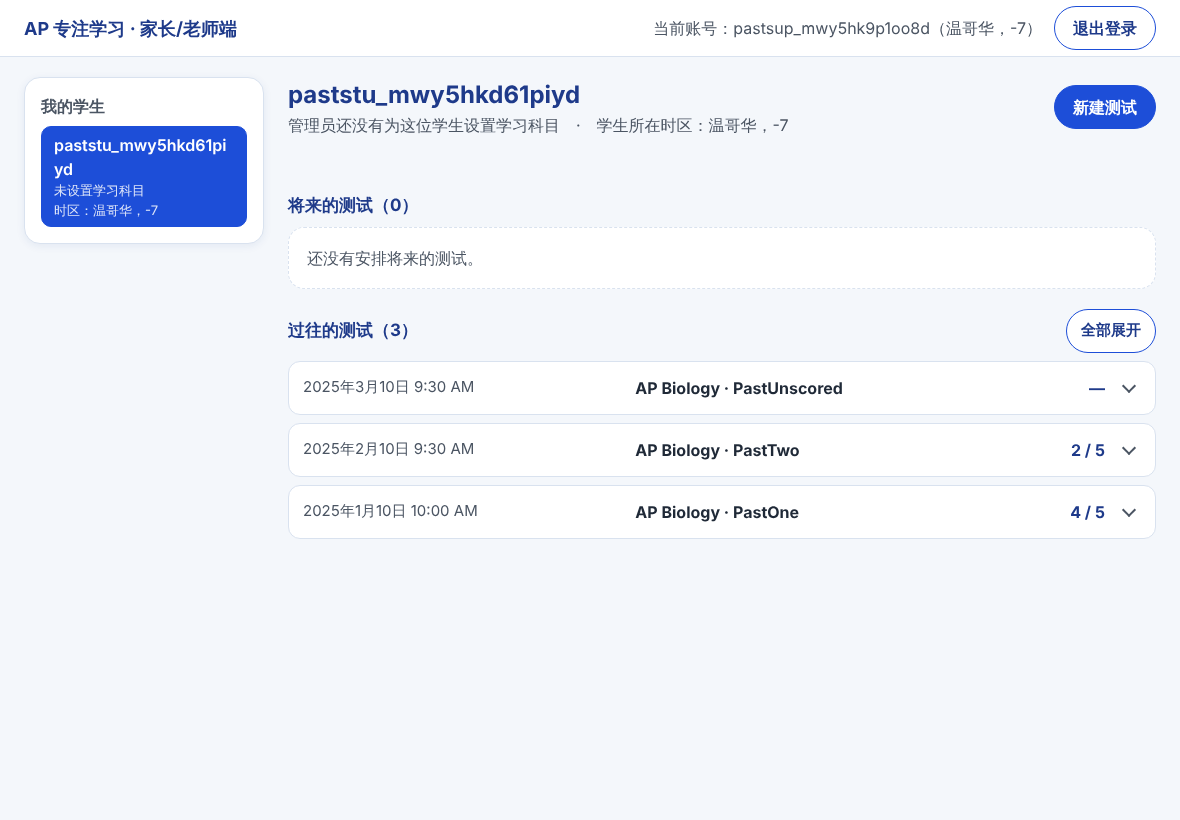 AP 专注学习 · 家长/老师端
当前账号：pastsup_mwy5hk9p1oo8d（温哥华，-7）
退出登录
我的学生
paststu_mwy5hkd61pi
yd
未设置学习科目
时区：温哥华，-7
paststu_mwy5hkd61piyd
管理员还没有为这位学生设置学习科目 · 学生所在时区：温哥华，-7
新建测试
将来的测试（0）
还没有安排将来的测试。
过往的测试（3）
全部展开
2025年3月10日 9:30 AM AP Biology · PastUnscored —
2025年2月10日 9:30 AM AP Biology · PastTwo 2 / 5
2025年1月10日 10:00 AM AP Biology · PastOne 4 / 5